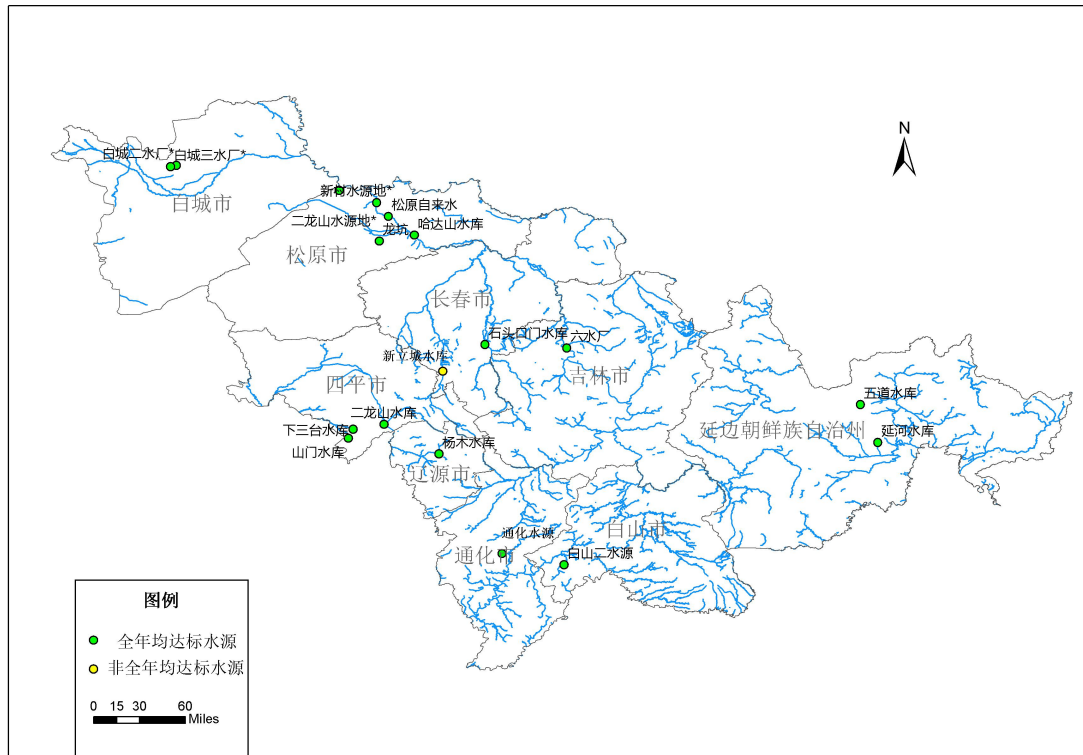 N
白城二水厂*
白城三水厂*
白城市
新村水源地*
松原自来水
二龙山水源地*
龙坑
哈达山水库
松原市
长春市
石头口门水库
六水厂
新立城水库
吉林市
四平市
五道水库
二龙山水库
延边朝鲜族自治州
延河水库
下三台水库
山门水库
杨木水库
辽源市
通化水源
白山市
通化市
白山二水源
图例
全年均达标水源
非全年均达标水源
0 15 30 60
Miles